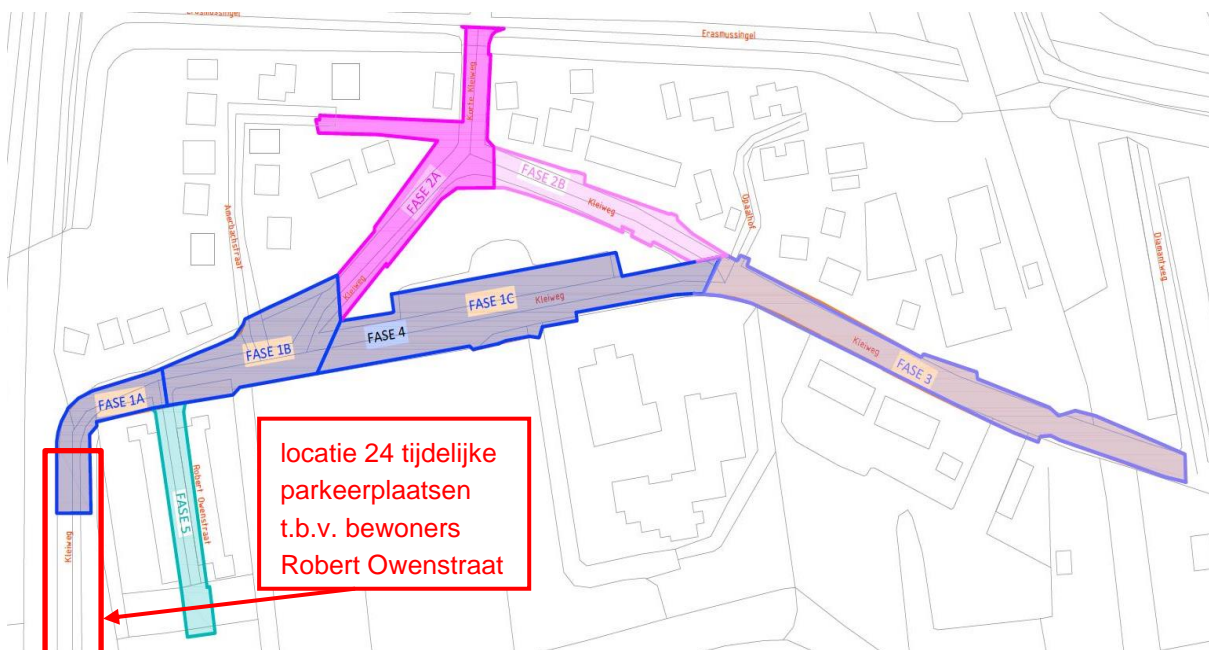 Erasmussingel
Erasmussingel
Korte Kleiweg
FASE 2A
FASE 2B
Kleiweg
Opaalhof
Amerbachstraat
Diamantweg
Kleiweg
FASE 1C
Kleiweg
FASE 4
FASE 1B
Kleiweg
FASE 3
FASE 1A
locatie 24 tijdelijke
parkeerplaatsen
t.b.v. bewoners
Robert Owenstraat
FASE 5
Robert Owenstraat
Kleiweg